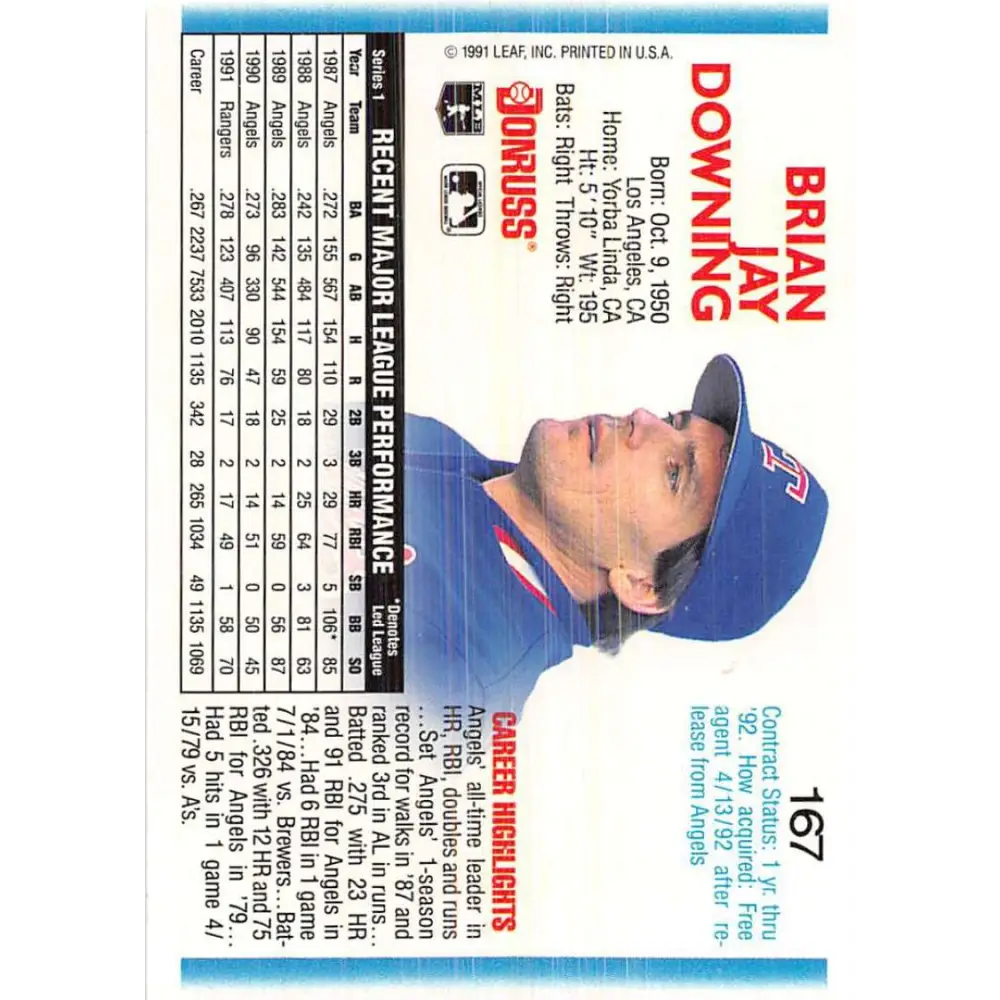 BRIAN
JAY
DOWNING
Born: Oct. 9, 1950
Los Angeles, CA
Home: Yorba Linda, CA
Ht: 5´10˝ Wt: 195
Bats: Right Throws: Right
DONRUSS®
MLB
© 1991 LEAF, INC. PRINTED IN U.S.A.
T
167
Contract Status: 1 yr. thru
'92. How acquired: Free
agent 4/13/92 after re-
lease from Angels
Series 1 RECENT MAJOR LEAGUE PERFORMANCE *Denotes
Led League
Year Team BA G AB H R 2B 3B HR RBI SB BB SO
1987 Angels .272 155 567 154 110 29 3 29 77 5 106* 85
1988 Angels .242 135 484 117 80 18 2 25 64 3 81 63
1989 Angels .283 142 544 154 59 25 2 14 59 0 56 87
1990 Angels .273 96 330 90 47 18 2 14 51 0 50 45
1991 Rangers .278 123 407 113 76 17 2 17 49 1 58 70
Career .267 2237 7533 2010 1135 342 28 265 1034 49 1135 1069
CAREER HIGHLIGHTS
Angels' all-time leader in
HR, RBI, doubles and runs
...Set Angels' 1-season
record for walks in '87 and
ranked 3rd in AL in runs...
Batted .275 with 23 HR
and 91 RBI for Angels in
'84...Had 6 RBI in 1 game
7/1/84 vs. Brewers...Bat-
ted .326 with 12 HR and 75
RBI for Angels in '79...
Had 5 hits in 1 game 4/
15/79 vs. A's.